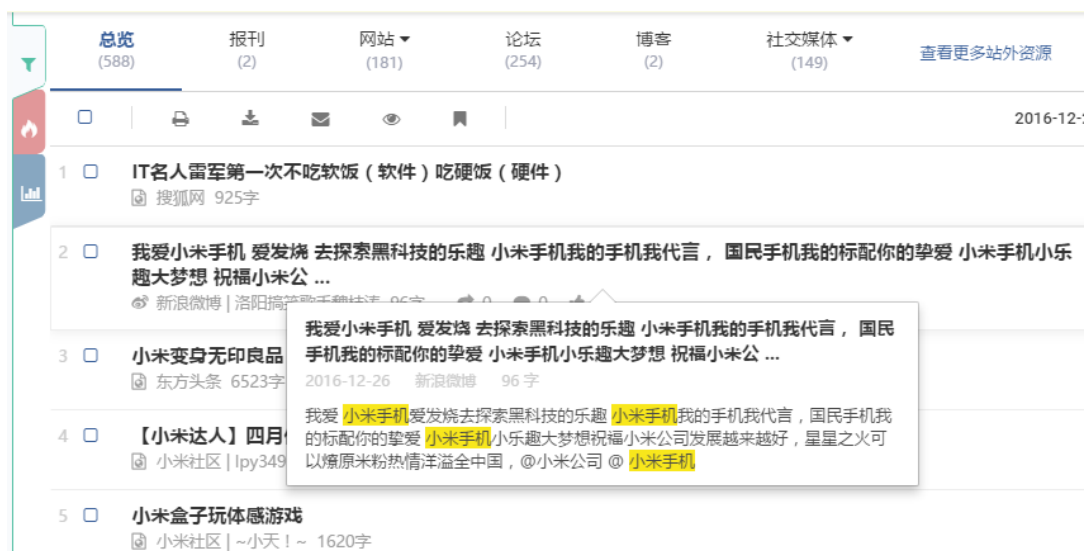 总览 报刊 网站 论坛 博客 社交媒体 查看更多站外资源
(588) (2) (181) (254) (2) (149)
2016-12-
1 IT名人雷军第一次不吃软饭（软件）吃硬饭（硬件）
搜狐网 925字
2 我爱小米手机 爱发烧 去探索黑科技的乐趣 小米手机我的手机我代言， 国民手机我的标配你的挚爱 小米手机小乐
趣大梦想 祝福小米公 ...
新浪微博 | 洛阳搞笑歌手魏桂涛 96字 0 0
我爱小米手机 爱发烧 去探索黑科技的乐趣 小米手机我的手机我代言， 国民
手机我的标配你的挚爱 小米手机小乐趣大梦想 祝福小米公 ...
2016-12-26 新浪微博 96 字
我爱 小米手机爱发烧去探索黑科技的乐趣 小米手机我的手机我代言，国民手机我
的标配你的挚爱 小米手机小乐趣大梦想祝福小米公司发展越来越好，星星之火可
以燎原米粉热情洋溢全中国，@小米公司 @ 小米手机
3 小米变身无印良品
东方头条 6523字
4 【小米达人】四月
小米社区 | lpy349
5 小米盒子玩体感游戏
小米社区 | ~小天！~ 1620字